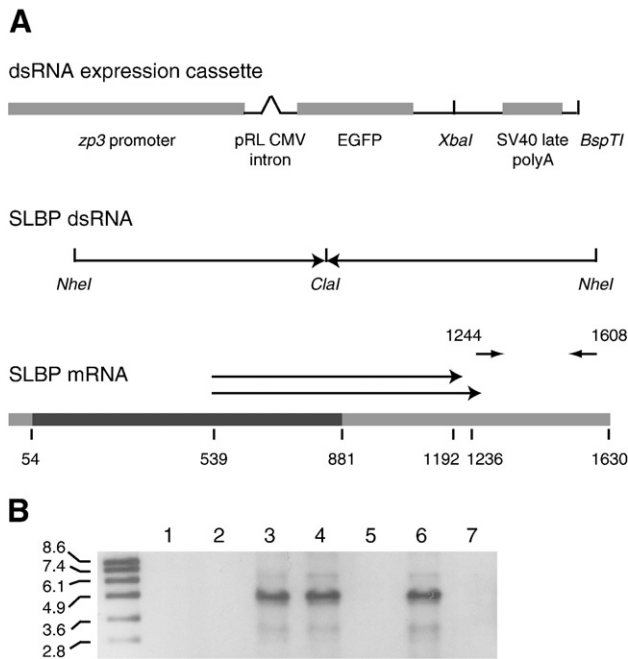 A
dsRNA expression cassette
zp3 promoter
pRL CMV
intron
EGFP
XbaI
SV40 late
polyA
BspTI
SLBP dsRNA
NheI
ClaI
NheI
1244
1608
SLBP mRNA
54
539
881
1192
1236
1630
B
1 2 3 4 5 6 7
8.6
7.4
6.1
4.9
3.6
2.8